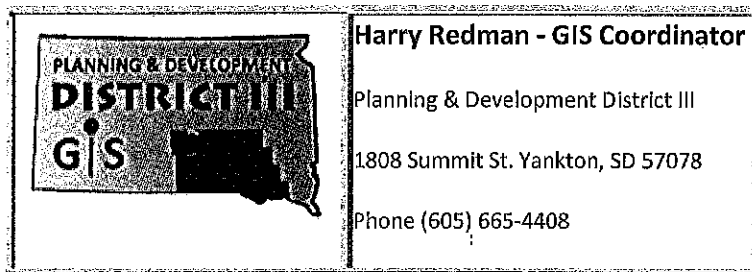 PLANNING & DEVELOPMENT
DISTRICT III
GIS
Harry Redman - GIS Coordinator
Planning & Development District III
1808 Summit St. Yankton, SD 57078
Phone (605) 665-4408